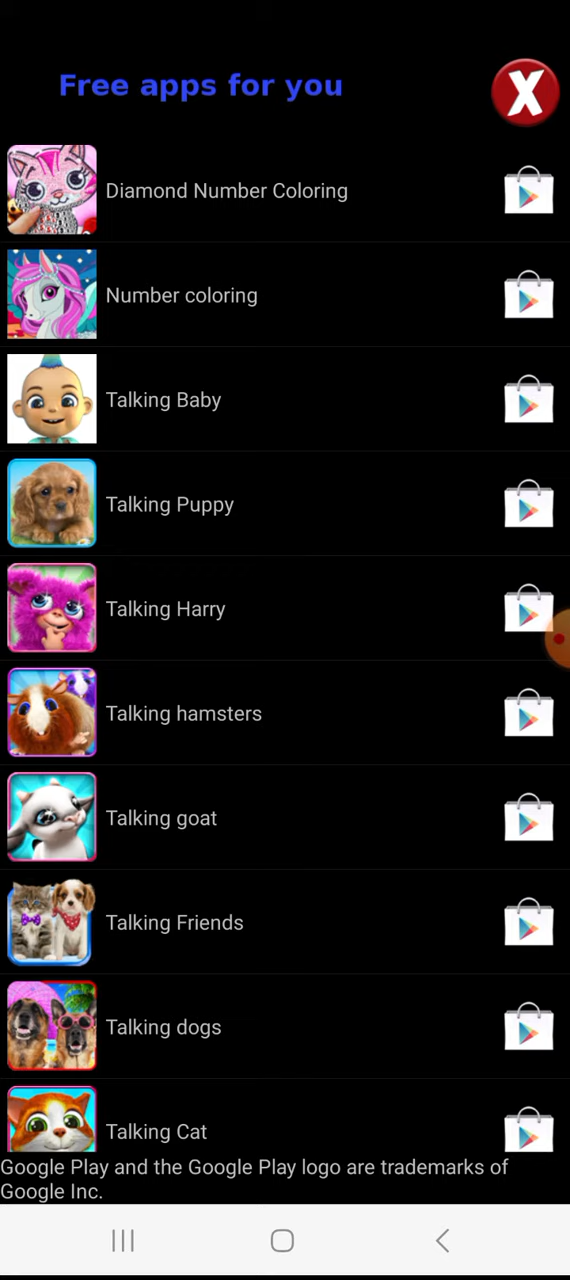 Free apps for you
X
Diamond Number Coloring
Number coloring
Talking Baby
Talking Puppy
Talking Harry
Talking hamsters
Talking goat
Talking Friends
Talking dogs
Talking Cat
Google Play and the Google Play logo are trademarks of
Google Inc.